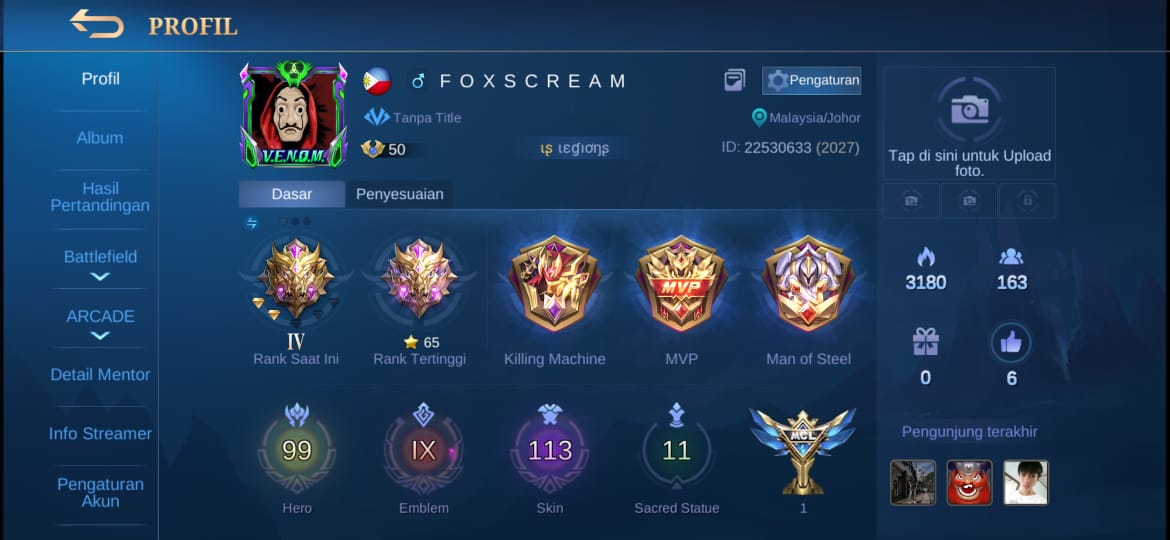 PROFIL
Profil
Album
Hasil
Pertandingan
Battlefield
ARCADE
Detail Mentor
Info Streamer
Pengaturan
Akun
V.E.N.O.M.
F O X S C R E A M
Pengaturan
Tanpa Title
Malaysia/Johor
50
ıʂ ɩɛɠıơŋʂ
ID: 22530633 (2027)
Dasar
Penyesuaian
IV
Rank Saat Ini
65
Rank Tertinggi
Killing Machine
MVP
MVP
Man of Steel
99
Hero
IX
Emblem
113
Skin
11
Sacred Statue
MCL
1
Tap di sini untuk Upload
foto.
3180
163
0
6
Pengunjung terakhir